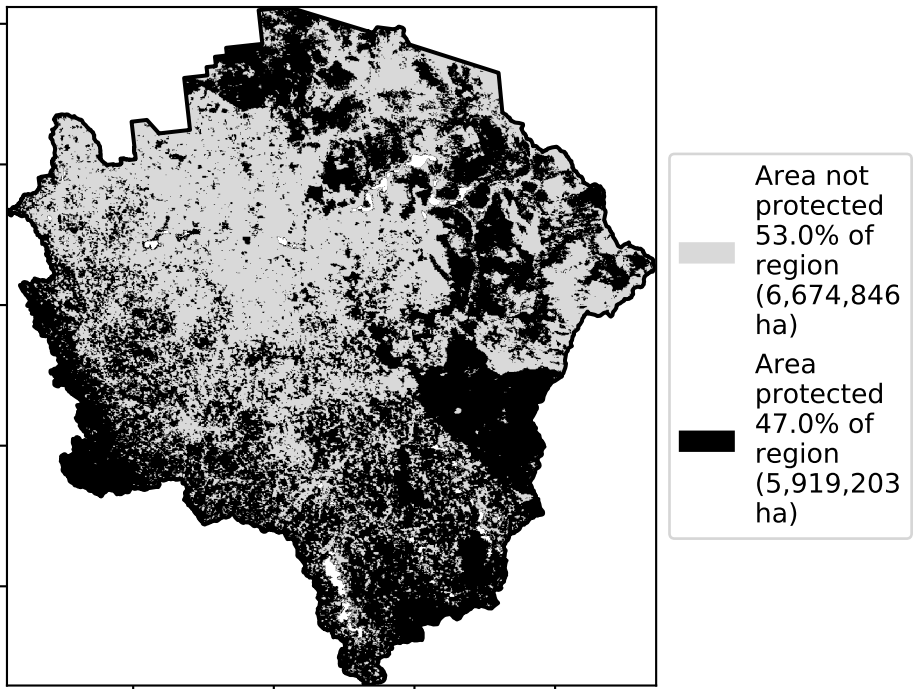 Area not
protected
53.0% of
region
(6,674,846
ha)
Area
protected
47.0% of
region
(5,919,203
ha)